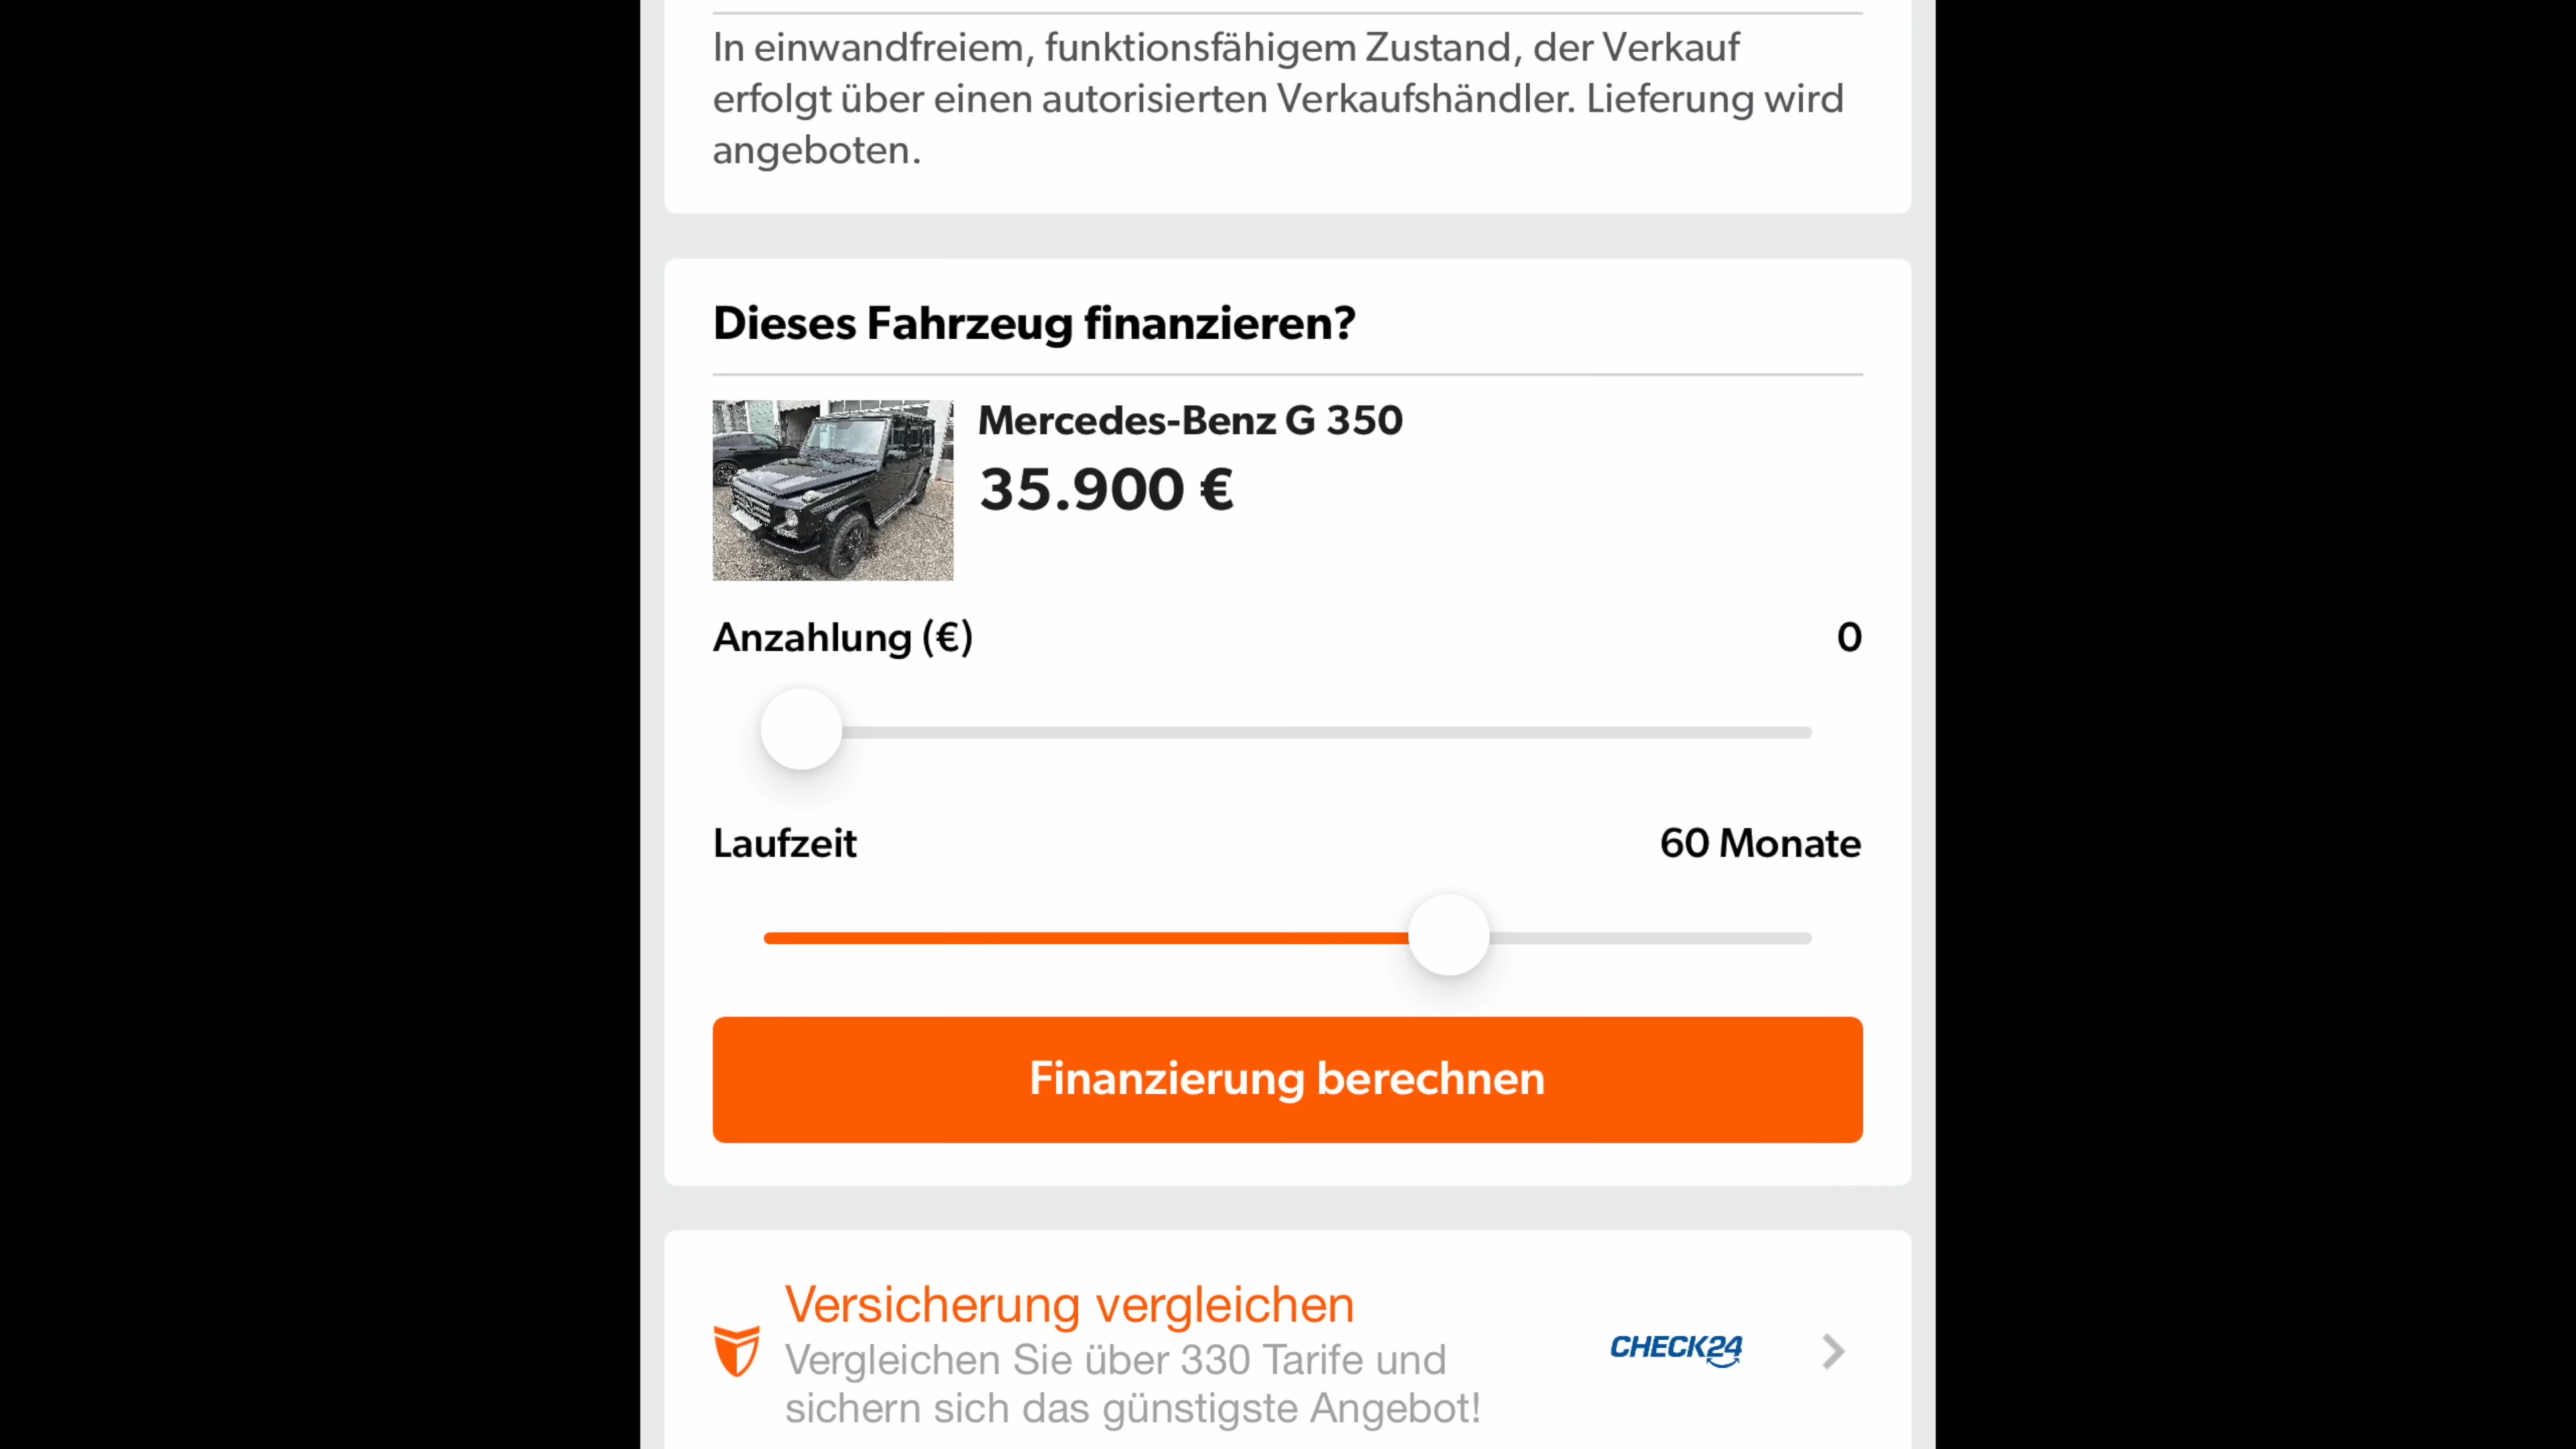 In einwandfreiem, funktionsfähigem Zustand, der Verkauf
erfolgt über einen autorisierten Verkaufshändler. Lieferung wird
angeboten.
Dieses Fahrzeug finanzieren?
Mercedes-Benz G 350
35.900 €
Anzahlung (€) 0
Laufzeit 60 Monate
Finanzierung berechnen
Versicherung vergleichen
Vergleichen Sie über 330 Tarife und
sichern sich das günstigste Angebot!
CHECK24